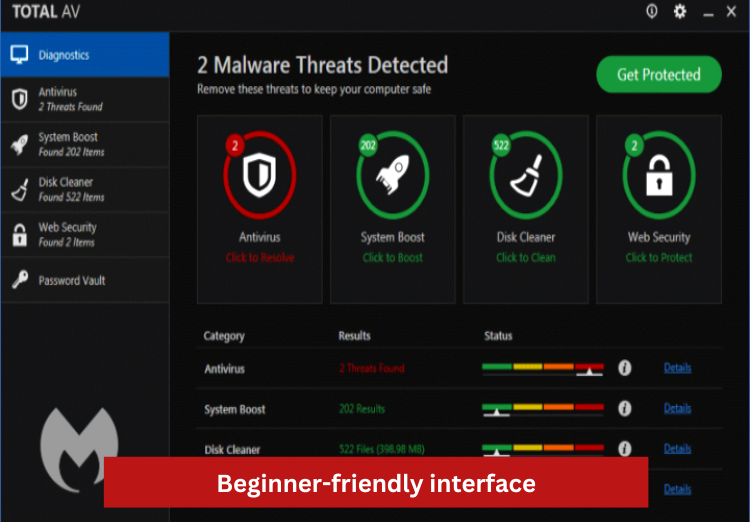 TOTAL AV
Diagnostics
Antivirus
2 Threats Found
System Boost
Found 202 Items
Disk Cleaner
Found 522 Items
Web Security
Found 2 Items
Password Vault
2 Malware Threats Detected
Remove these threats to keep your computer safe
Get Protected
2
Antivirus
Click to Resolve
202
System Boost
Click to Boost
522
Disk Cleaner
Click to Clean
2
Web Security
Click to Protect
Category Results Status
Antivirus 2 Threats Found Details
System Boost 202 Results Details
Disk Cleaner 522 Files (398.98 MB) Details
Details
Beginner-friendly interface